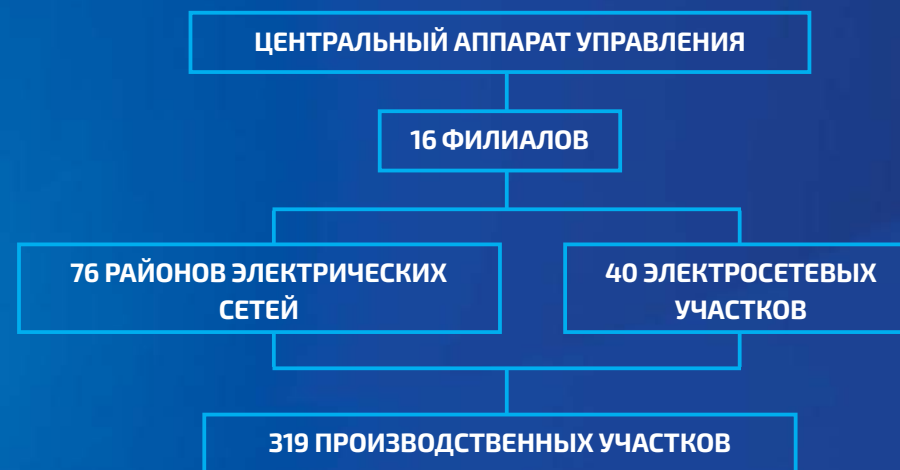 ЦЕНТРАЛЬНЫЙ АППАРАТ УПРАВЛЕНИЯ
16 ФИЛИАЛОВ
76 РАЙОНОВ ЭЛЕКТРИЧЕСКИХ
СЕТЕЙ
40 ЭЛЕКТРОСЕТЕВЫХ
УЧАСТКОВ
319 ПРОИЗВОДСТВЕННЫХ УЧАСТКОВ